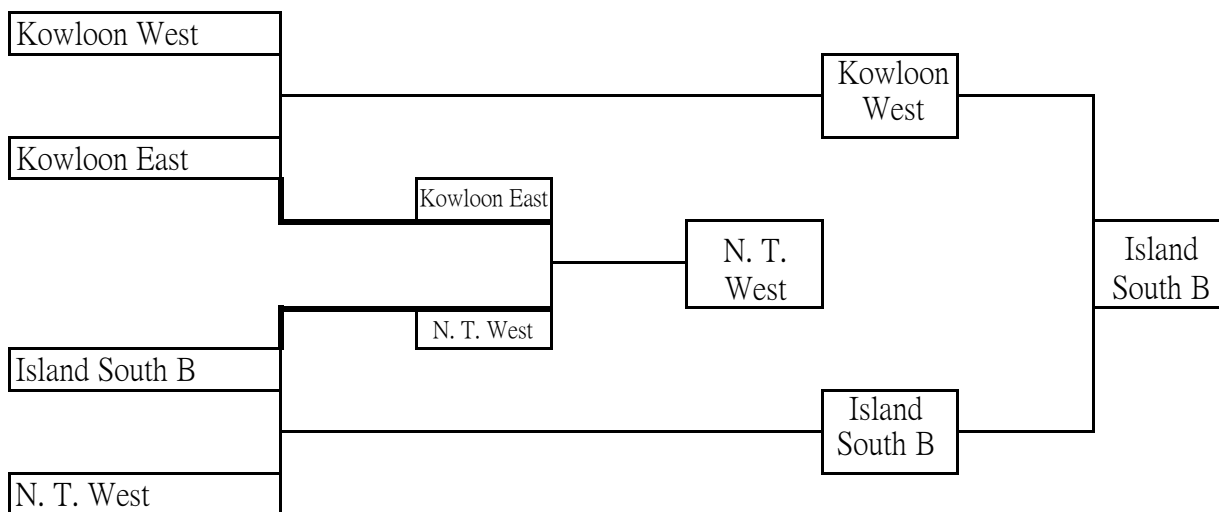 Kowloon West
Kowloon
West
Kowloon East
Kowloon East
N. T.
West
Island
South B
N. T. West
Island South B
Island
South B
N. T. West